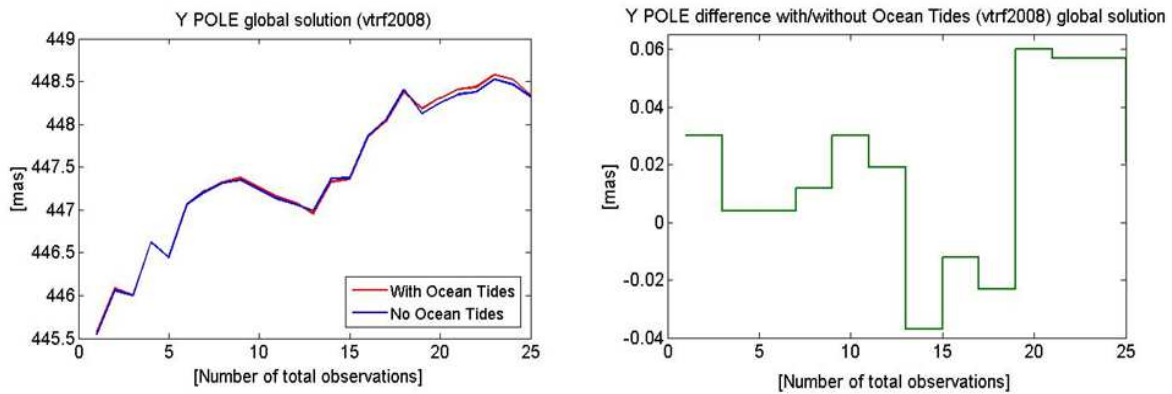 Y POLE global solution (vtrf2008)
449
448.5
448
447.5
447
446.5
446
445.5
[mas]
0 5 10 15 20 25
[Number of total observations]
With Ocean Tides
No Ocean Tides
Y POLE difference with/without Ocean Tides (vtrf2008) global solution
0.06
0.04
0.02
0
-0.02
-0.04
[mas]
0 5 10 15 20 25
[Number of total observations]